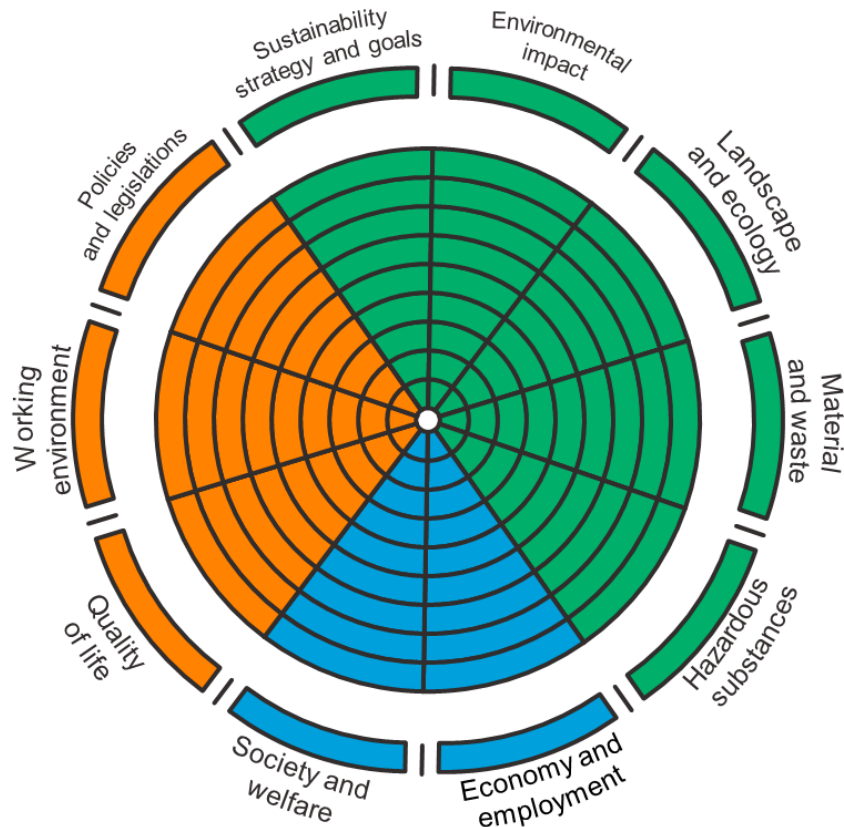 Sustainability
strategy and goals
Environmental
impact
Landscape
and ecology
Material
and waste
Hazardous
substances
Economy and
employment
Society and
welfare
Quality
of life
Working
environment
Policies
and legislations